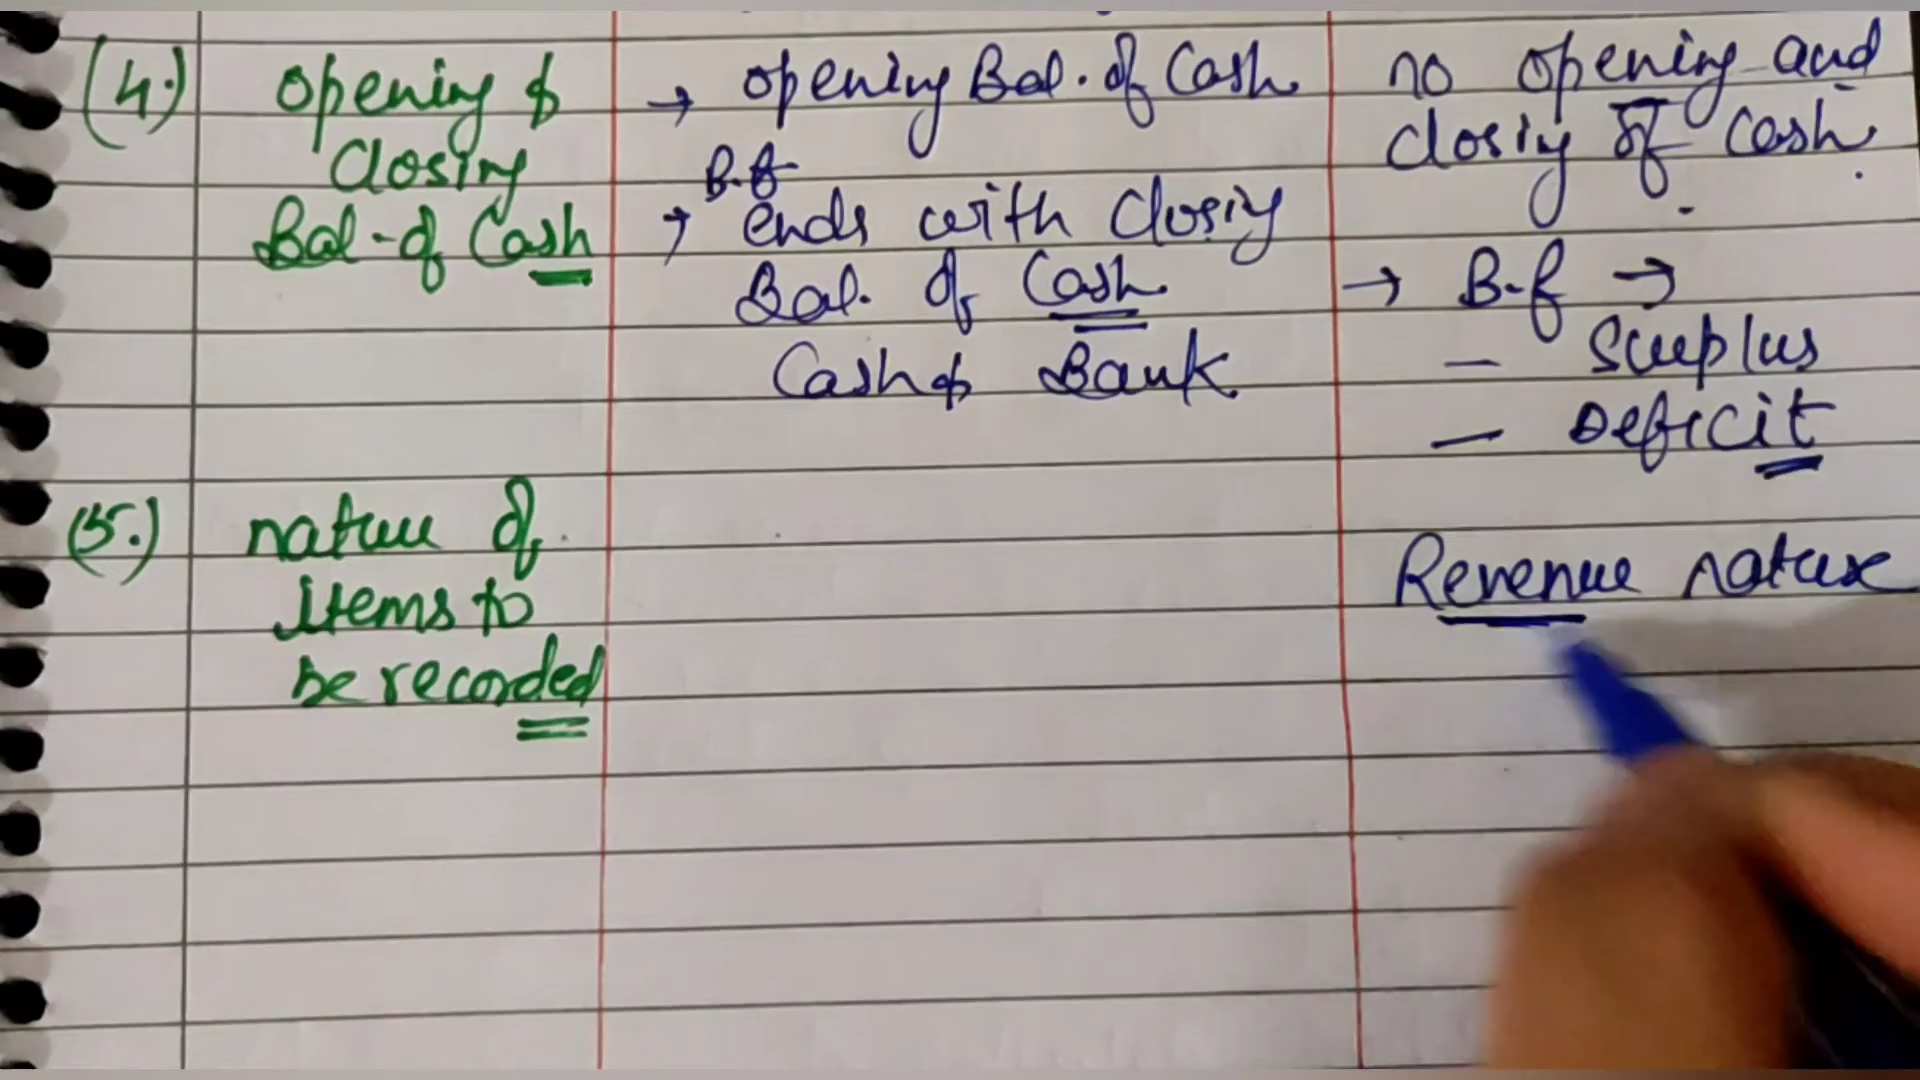 (4.) opening &
closing
Bal. of Cash
→ opening Bal. of Cash
B.f
→ ends with closing
Bal. of Cash
Cash & Bank.
no opening and
closing of cash.
→ B.f →
— Surplus
— Deficit
(5.) nature of
items to
be recorded
Revenue nature